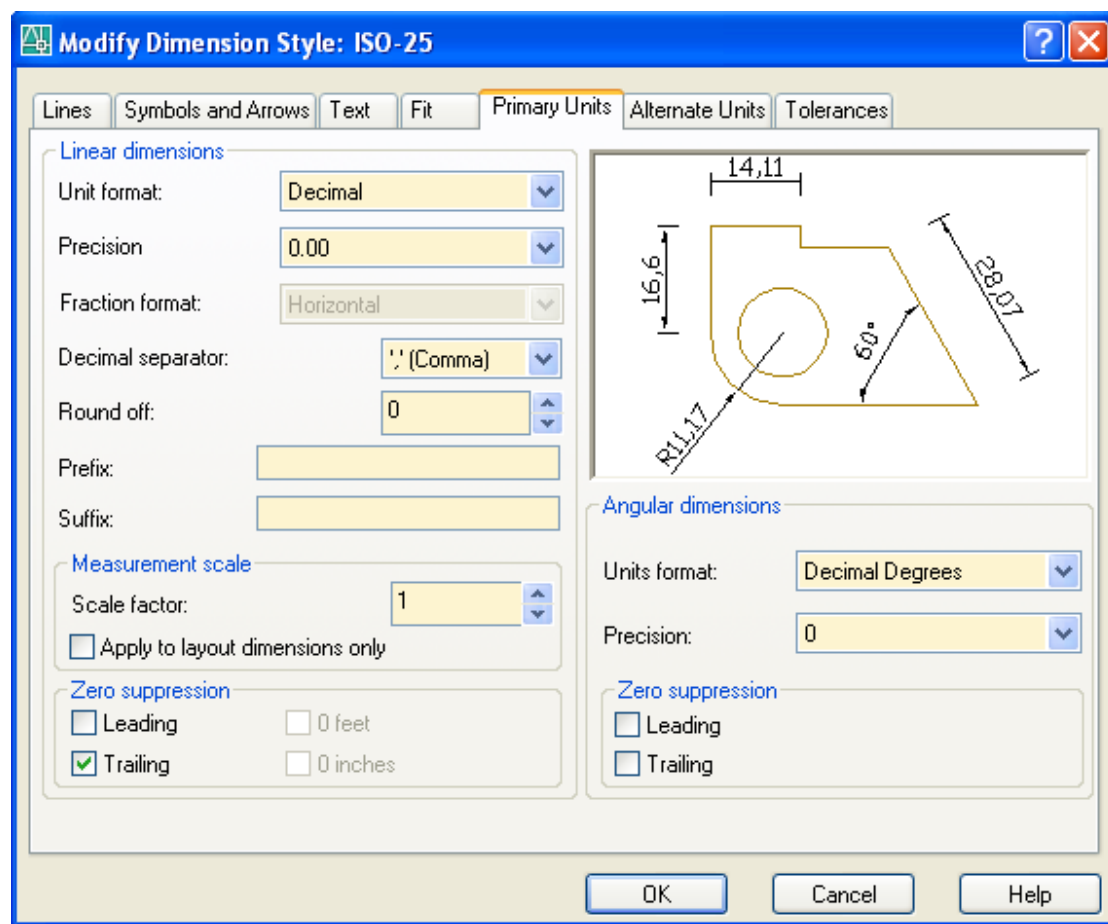 Modify Dimension Style: ISO-25
Lines
Symbols and Arrows
Text
Fit
Primary Units
Alternate Units
Tolerances
Linear dimensions
Unit format:
Decimal
Precision
0.00
Fraction format:
Horizontal
Decimal separator:
',' (Comma)
Round off:
0
Prefix:
Suffix:
Measurement scale
Scale factor:
1
Apply to layout dimensions only
Zero suppression
Leading
0 feet
Trailing
0 inches
14,11
16,6
28,07
60°
R11,17
Angular dimensions
Units format:
Decimal Degrees
Precision:
0
Zero suppression
Leading
Trailing
OK
Cancel
Help